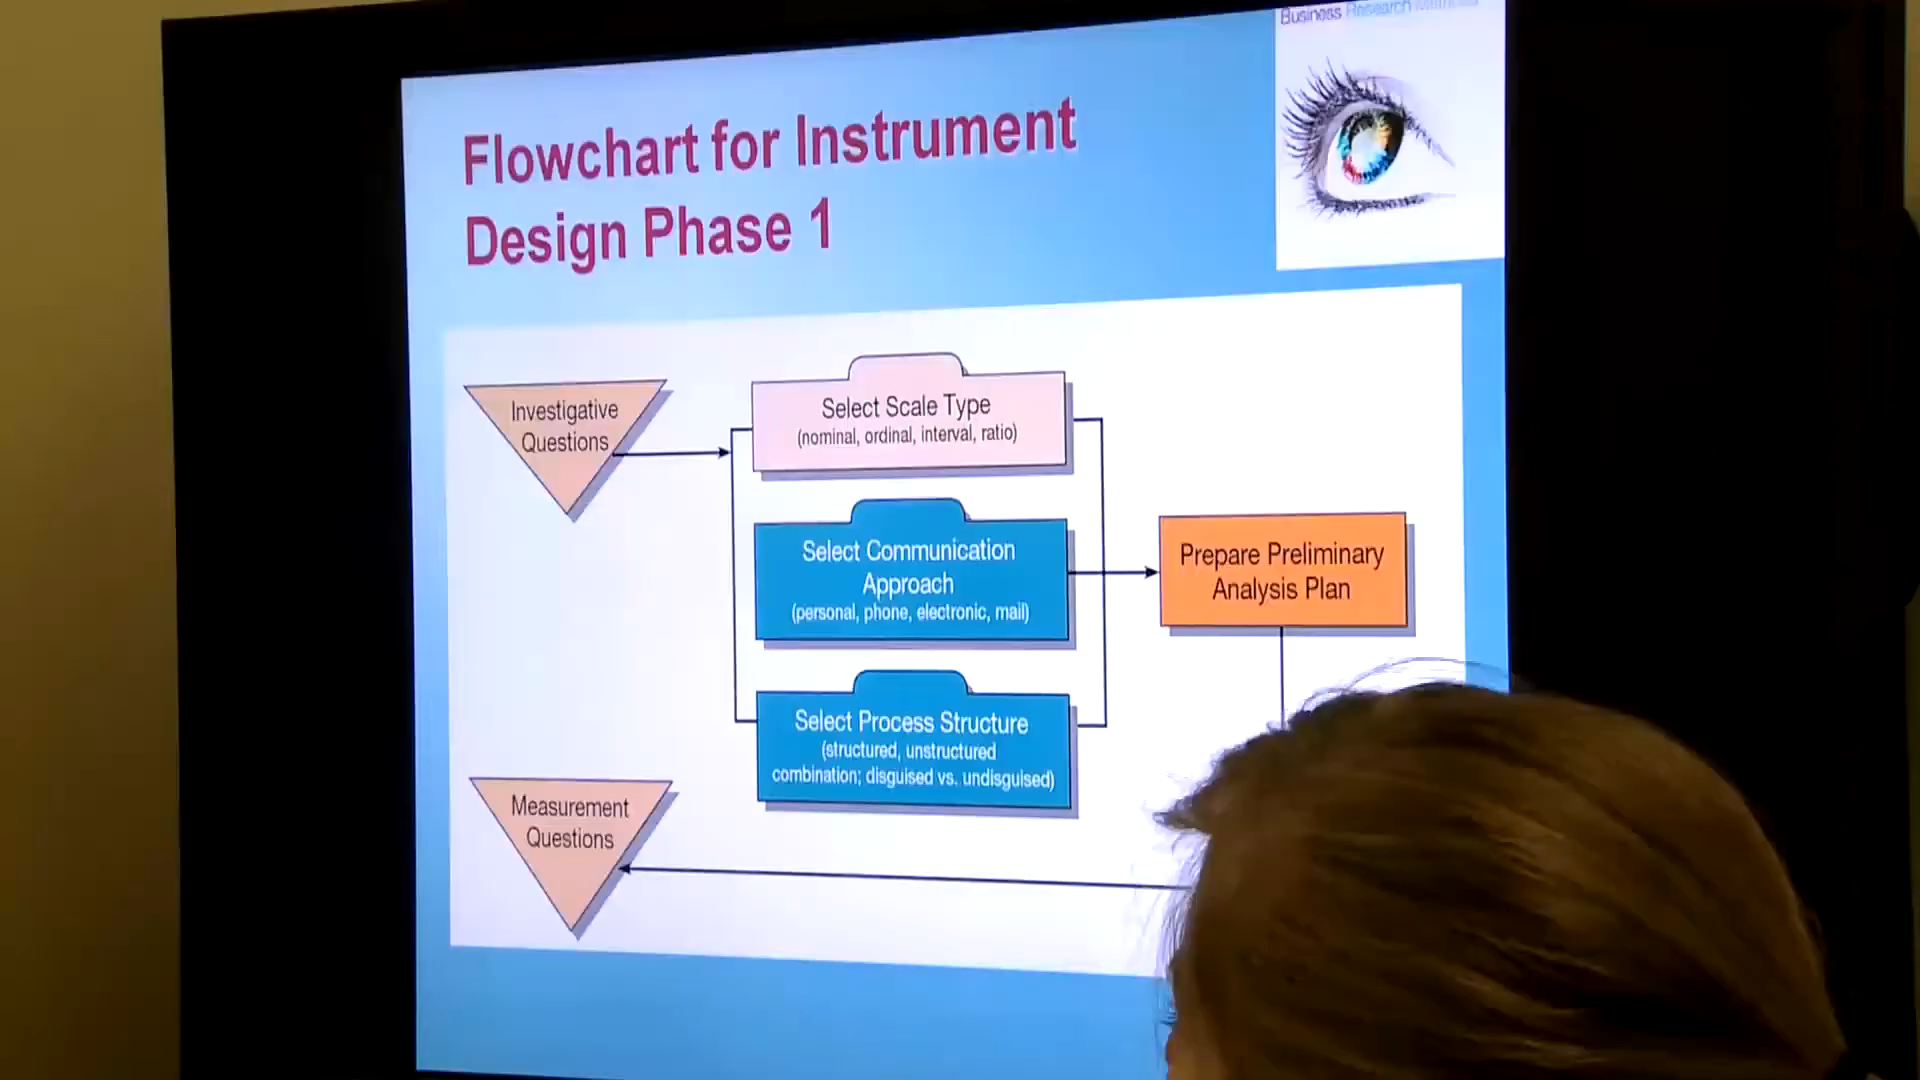 Business Research Methods
Flowchart for Instrument
Design Phase 1
Investigative
Questions
Select Scale Type
(nominal, ordinal, interval, ratio)
Select Communication
Approach
(personal, phone, electronic, mail)
Prepare Preliminary
Analysis Plan
Select Process Structure
(structured, unstructured
combination; disguised vs. undisguised)
Measurement
Questions